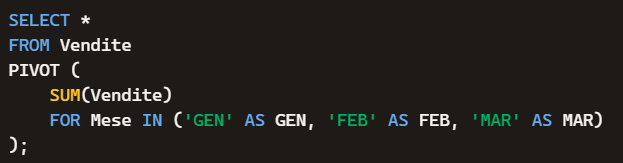 SELECT *
FROM Vendite
PIVOT (
    SUM(Vendite)
    FOR Mese IN ('GEN' AS GEN, 'FEB' AS FEB, 'MAR' AS MAR)
);